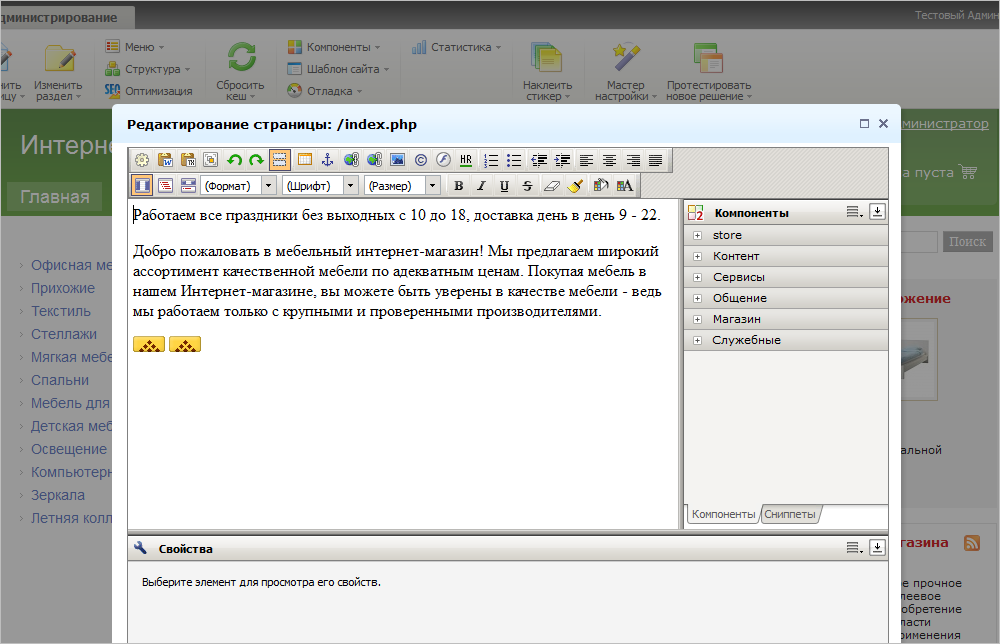 дминистрирование
Тестовый Админ
Изменить
раздел
Меню
Структура
SEO Оптимизация
Сбросить
кеш
Компоненты
Шаблон сайта
Отладка
Статистика
Наклеить
стикер
Мастер
настройки
Протестировать
новое решение
Редактирование страницы: /index.php
министратор
Интерне
а пуста
Главная
HR
(Формат)
(Шрифт)
(Размер)
B I U S
Работаем все праздники без выходных с 10 до 18, доставка день в день 9 - 22.
Добро пожаловать в мебельный интернет-магазин! Мы предлагаем широкий
ассортимент качественной мебели по адекватным ценам. Покупая мебель в
нашем Интернет-магазине, вы можете быть уверены в качестве мебели - ведь
мы работаем только с крупными и проверенными производителями.
Компоненты
store
Контент
Сервисы
Общение
Магазин
Служебные
Компоненты
Сниппеты
Поиск
ожение
Офисная ме
Прихожие
Текстиль
Стеллажи
Мягкая мебе
Спальни
Мебель для
Детская меб
Освещение
Компьютерн
Зеркала
Летняя колл
альной
Свойства
Выберите элемент для просмотра его свойств.
газина
е прочное
леевое
обретение
ласти
рименения